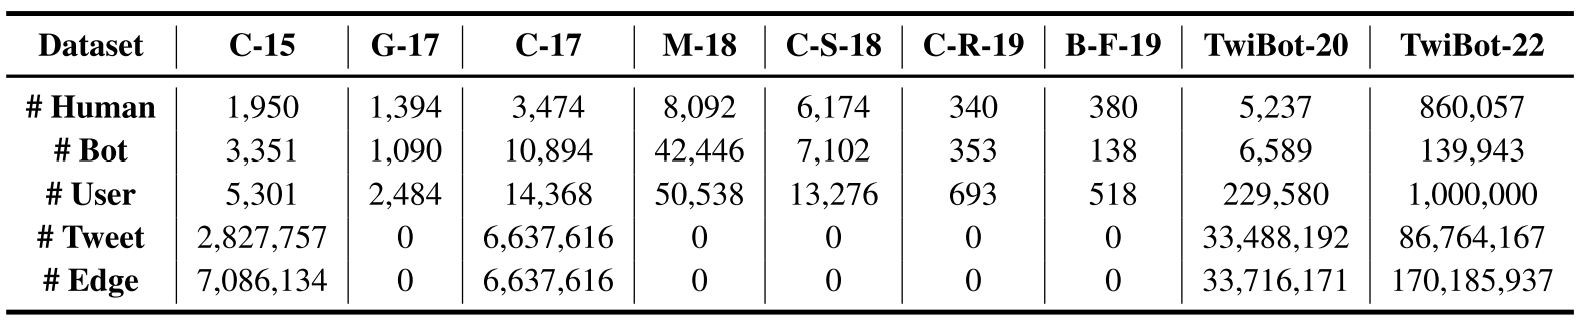 Dataset C-15 G-17 C-17 M-18 C-S-18 C-R-19 B-F-19 TwiBot-20 TwiBot-22
# Human 1,950 1,394 3,474 8,092 6,174 340 380 5,237 860,057
# Bot 3,351 1,090 10,894 42,446 7,102 353 138 6,589 139,943
# User 5,301 2,484 14,368 50,538 13,276 693 518 229,580 1,000,000
# Tweet 2,827,757 0 6,637,616 0 0 0 0 33,488,192 86,764,167
# Edge 7,086,134 0 6,637,616 0 0 0 0 33,716,171 170,185,937